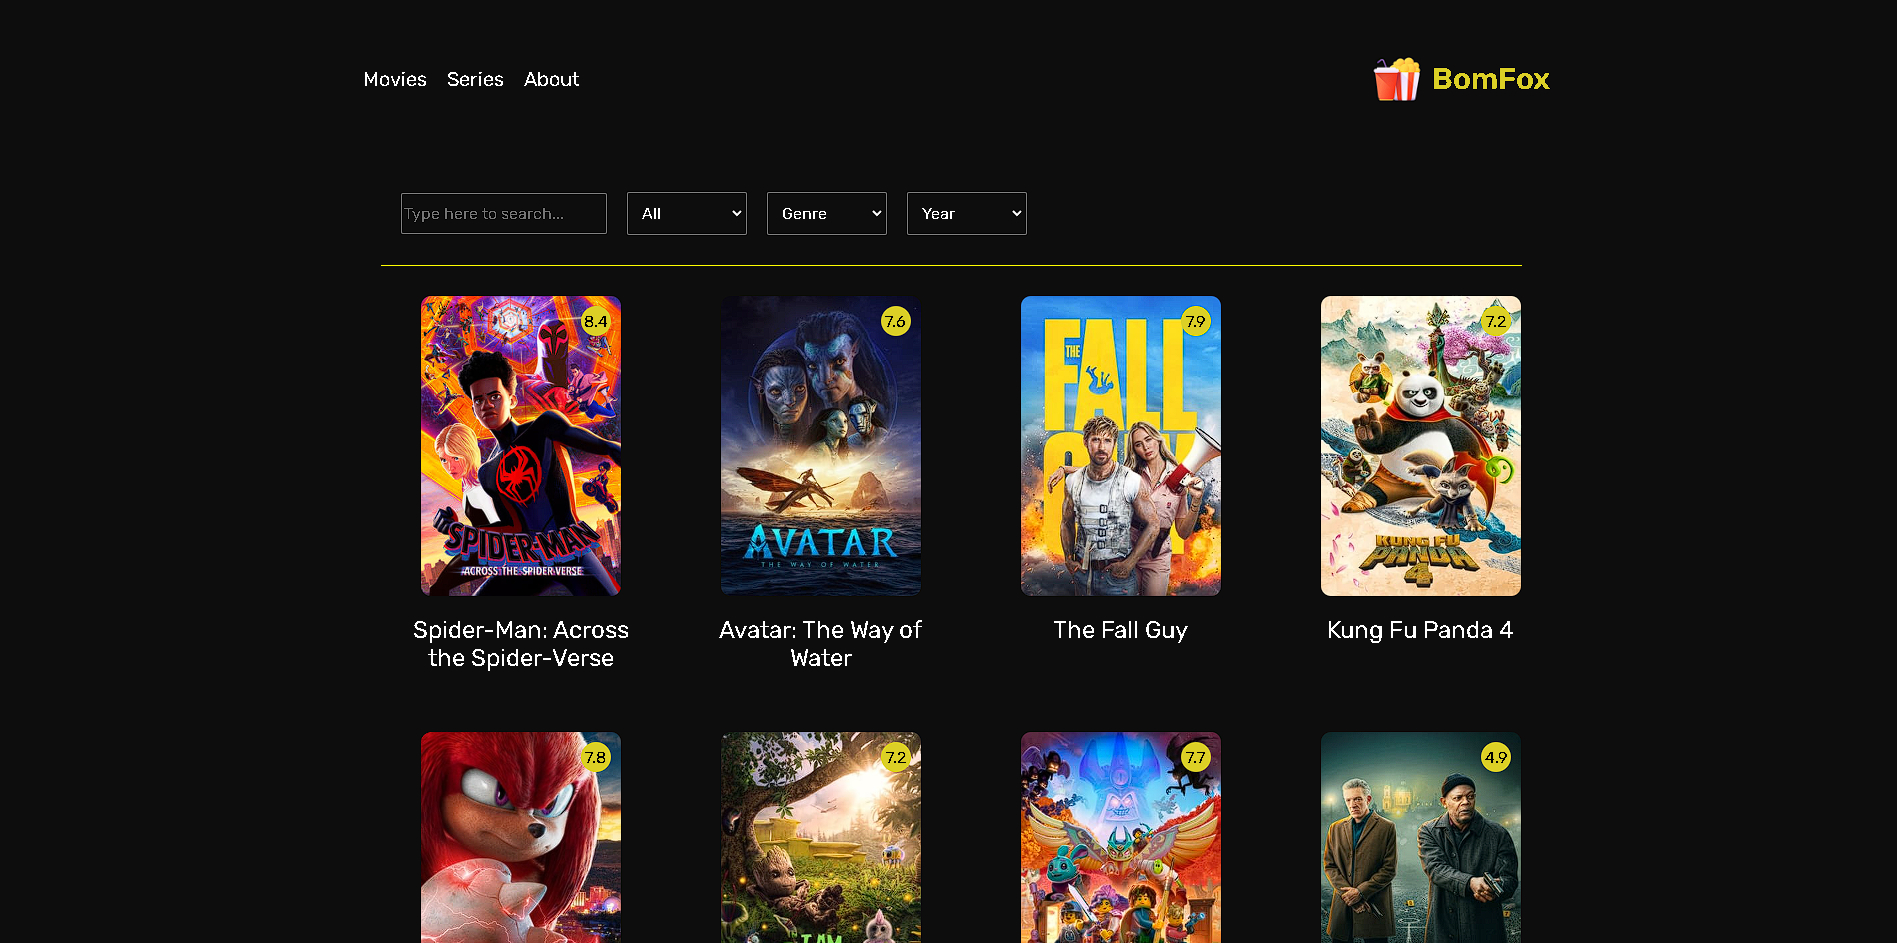 Movies Series About
BomFox
Type here to search...
All
Genre
Year
8.4
SPIDER-MAN
ACROSS THE SPIDER-VERSE
7.6
AVATAR
THE WAY OF WATER
7.9
THE
FALL
GUY
7.2
KUNG FU
PANDA
4
Spider-Man: Across
the Spider-Verse
Avatar: The Way of
Water
The Fall Guy
Kung Fu Panda 4
7.8
7.2
I AM
7.7
4.9